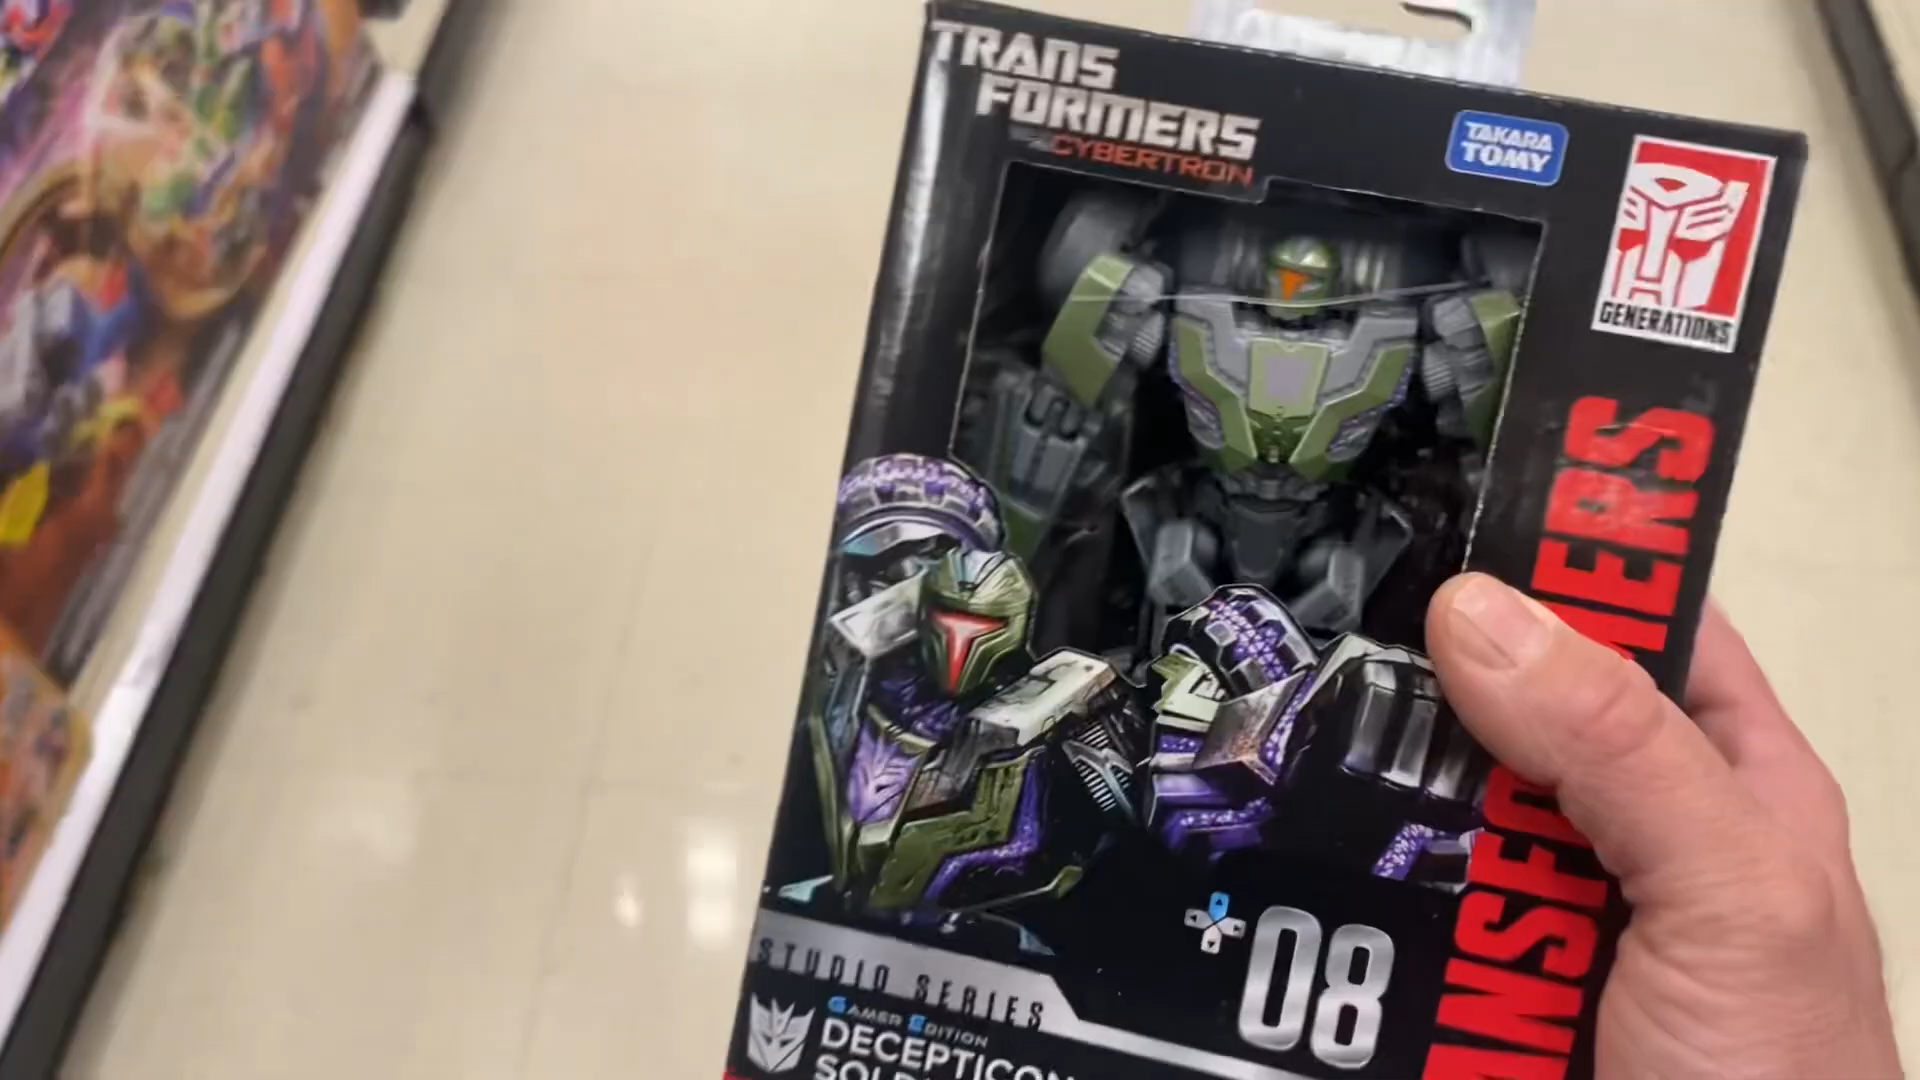 TRANS
FORMERS
CYBERTRON
TAKARA
TOMY
GENERATIONS
08
STUDIO SERIES
GAMER EDITION
DECEPTICON